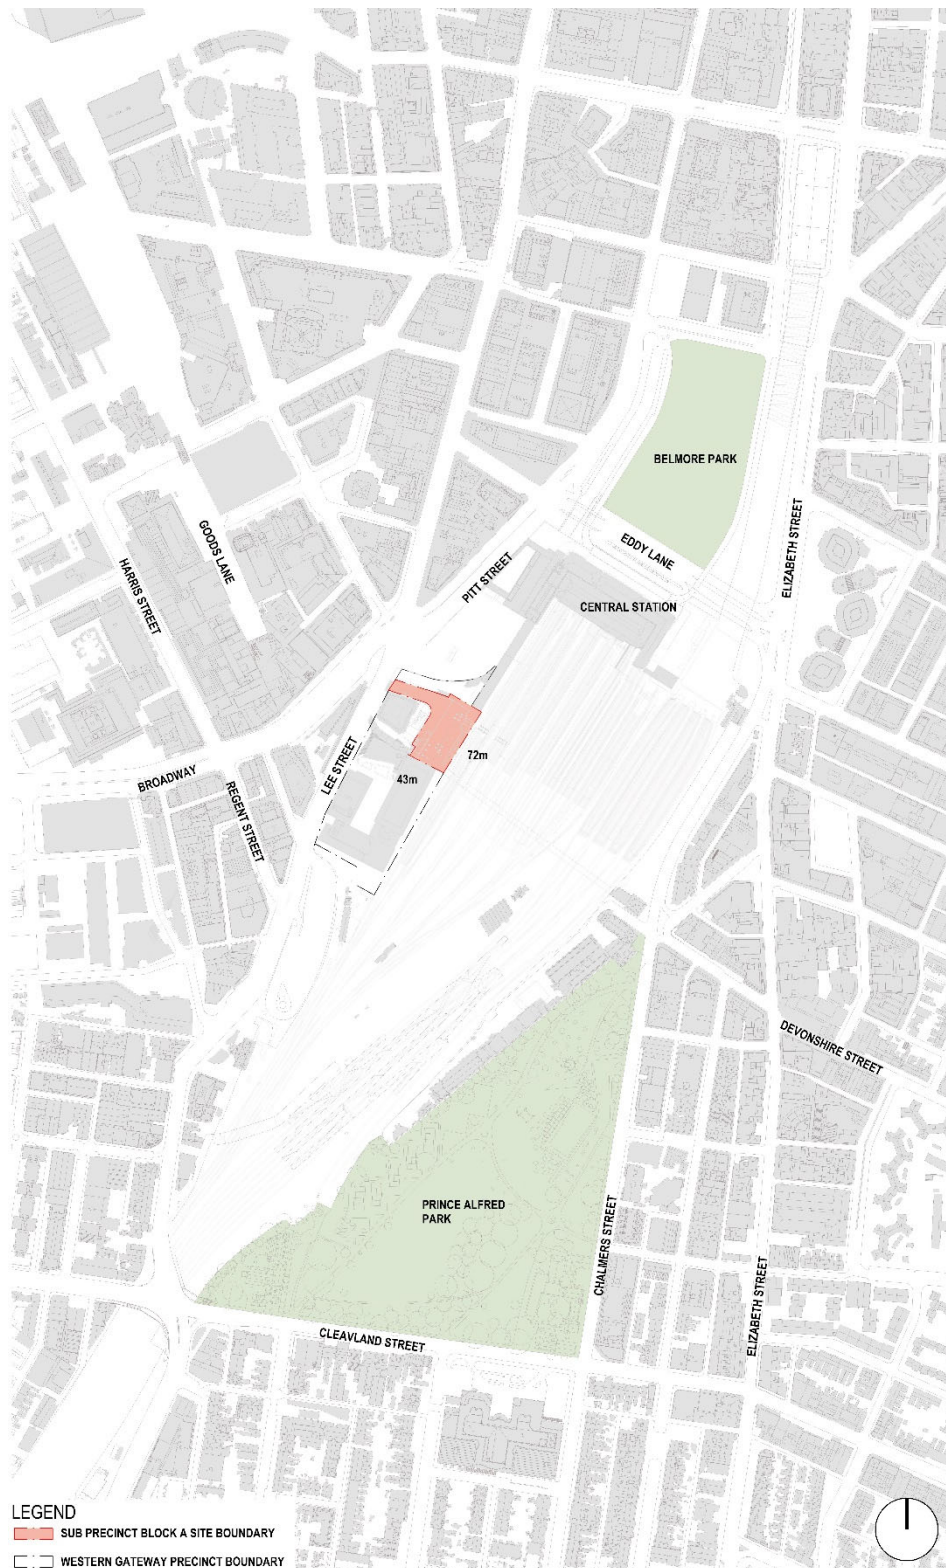 BELMORE PARK
ELIZABETH STREET
GOODS LANE
EDDY LANE
HARRIS STREET
PITT STREET
CENTRAL STATION
LEE STREET
72m
43m
BROADWAY
REGENT STREET
DEVONSHIRE STREET
PRINCE ALFRED
PARK
CHALMERS STREET
ELIZABETH STREET
CLEAVLAND STREET
LEGEND
SUB PRECINCT BLOCK A SITE BOUNDARY
WESTERN GATEWAY PRECINCT BOUNDARY